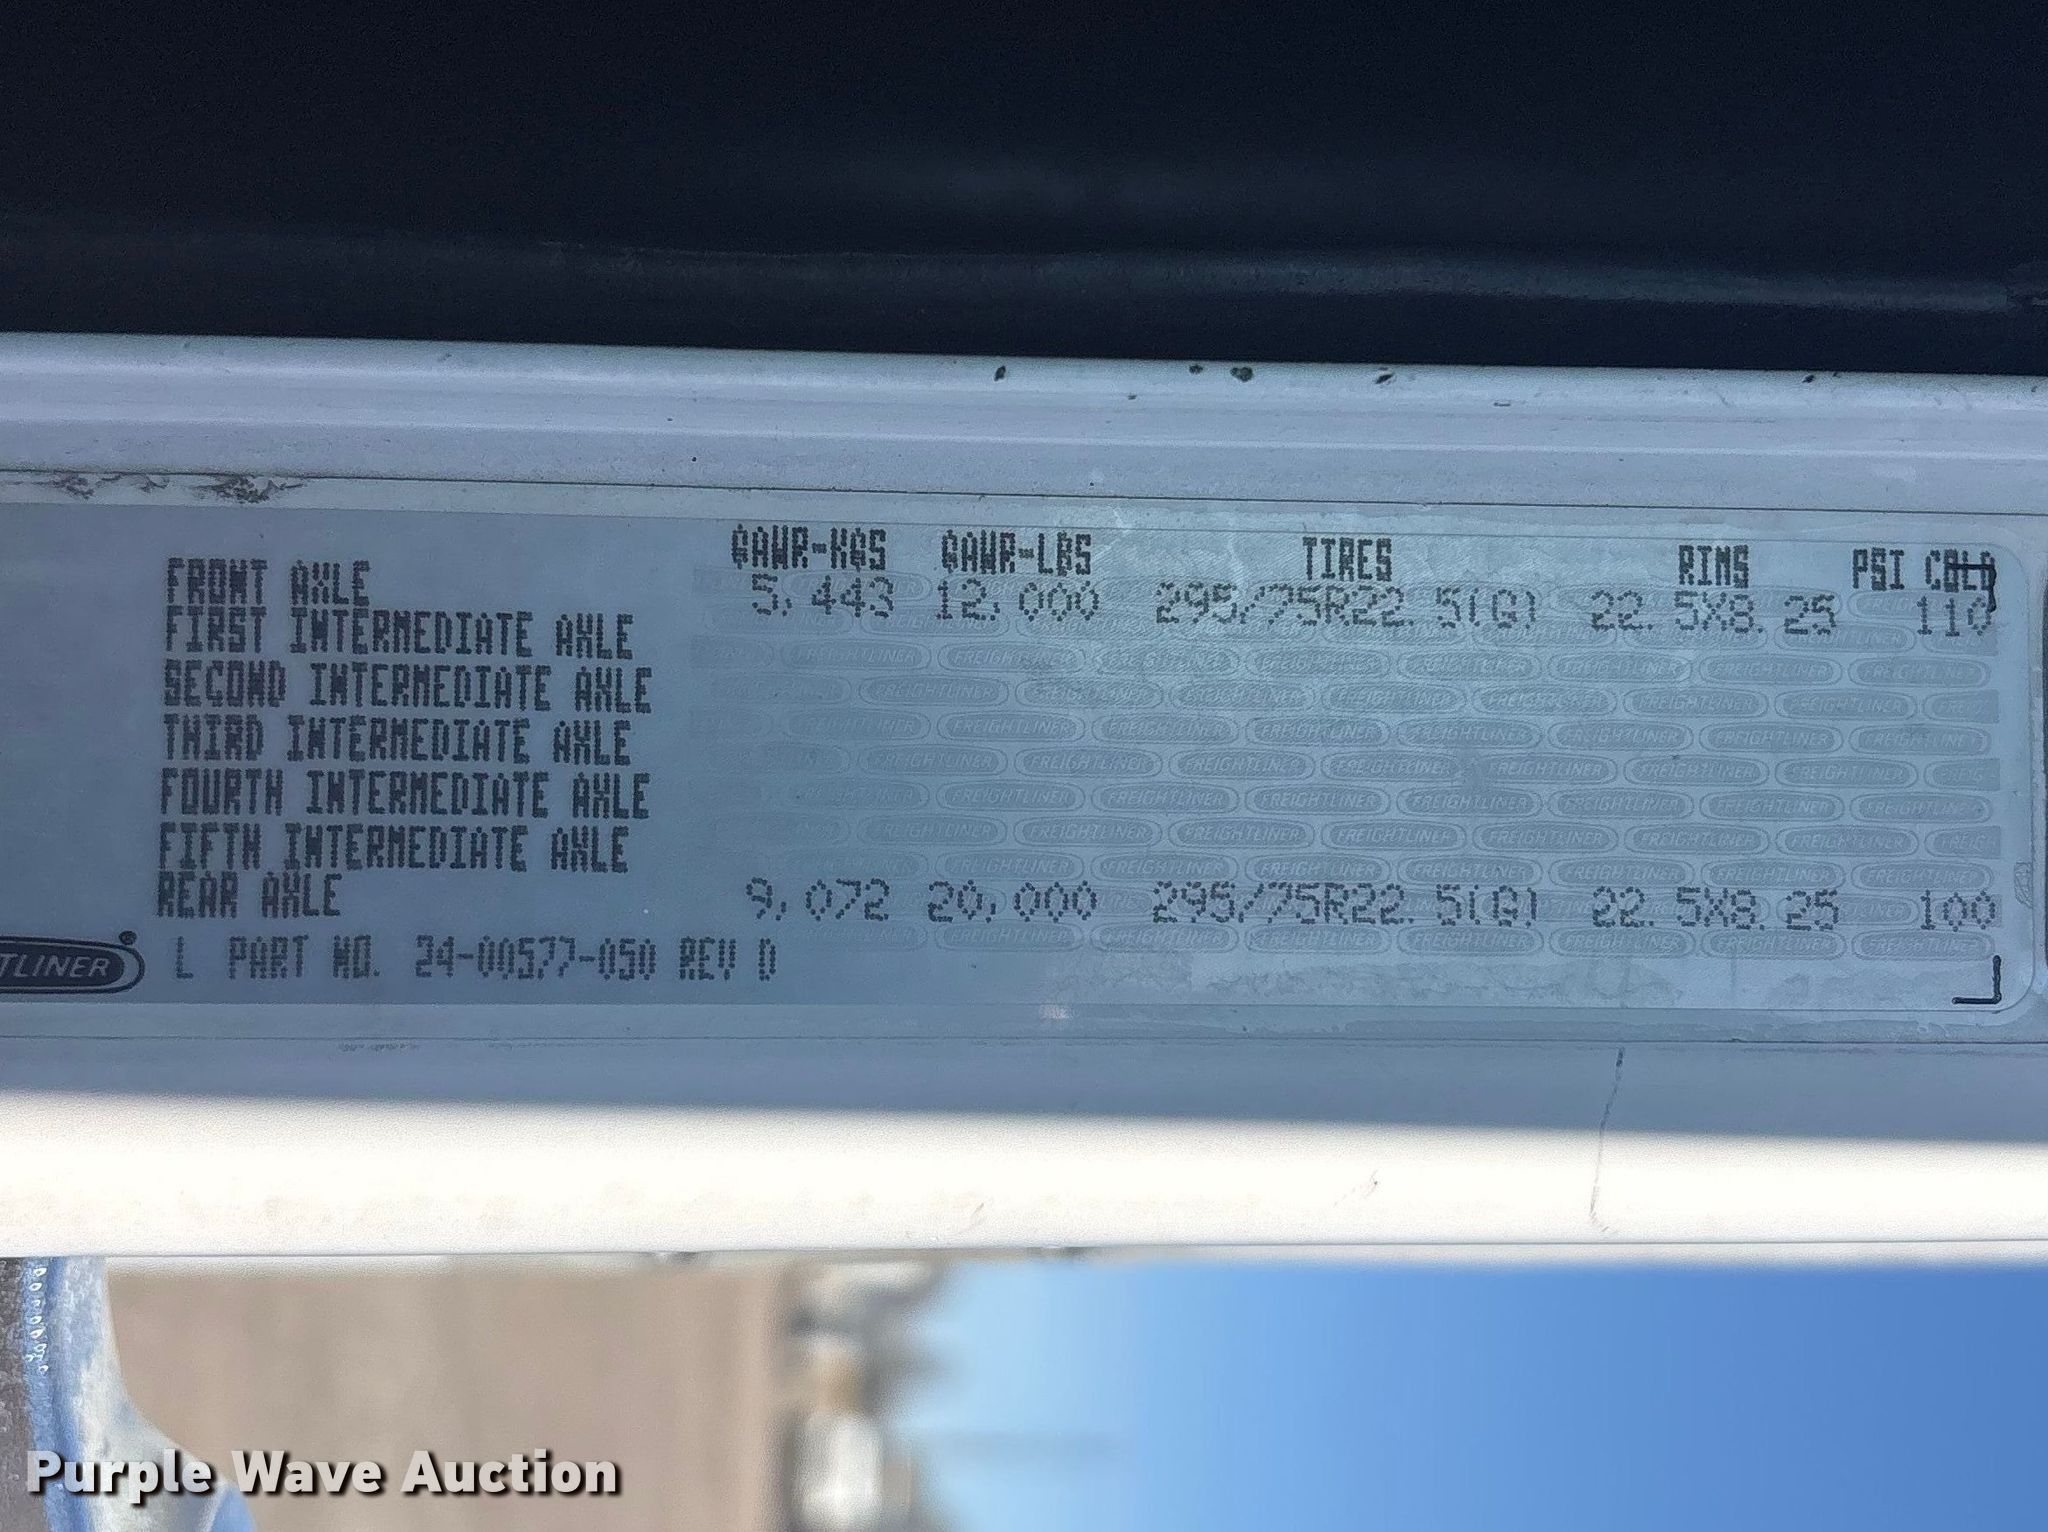 GAWR-KGS GAWR-LBS TIRES RIMS PSI COLD
FRONT AXLE 5,443 12,000 295/75R22.5(G) 22.5X8.25 110
FIRST INTERMEDIATE AXLE
SECOND INTERMEDIATE AXLE
THIRD INTERMEDIATE AXLE
FOURTH INTERMEDIATE AXLE
FIFTH INTERMEDIATE AXLE
REAR AXLE 9,072 20,000 295/75R22.5(G) 22.5X8.25 100
TLINER L PART NO. 24-00577-050 REV D
Purple Wave Auction